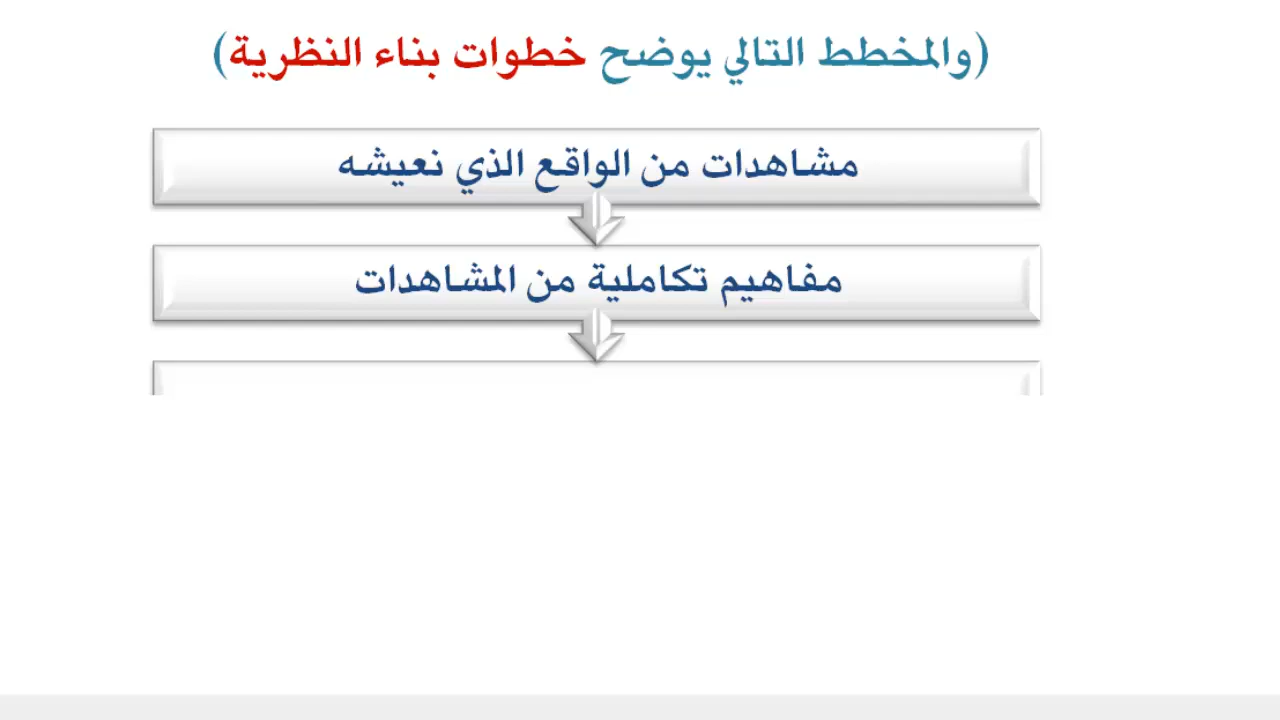 (والمخطط التالي يوضح خطوات بناء النظرية)
مشاهدات من الواقع الذي نعيشه
مفاهيم تكاملية من المشاهدات